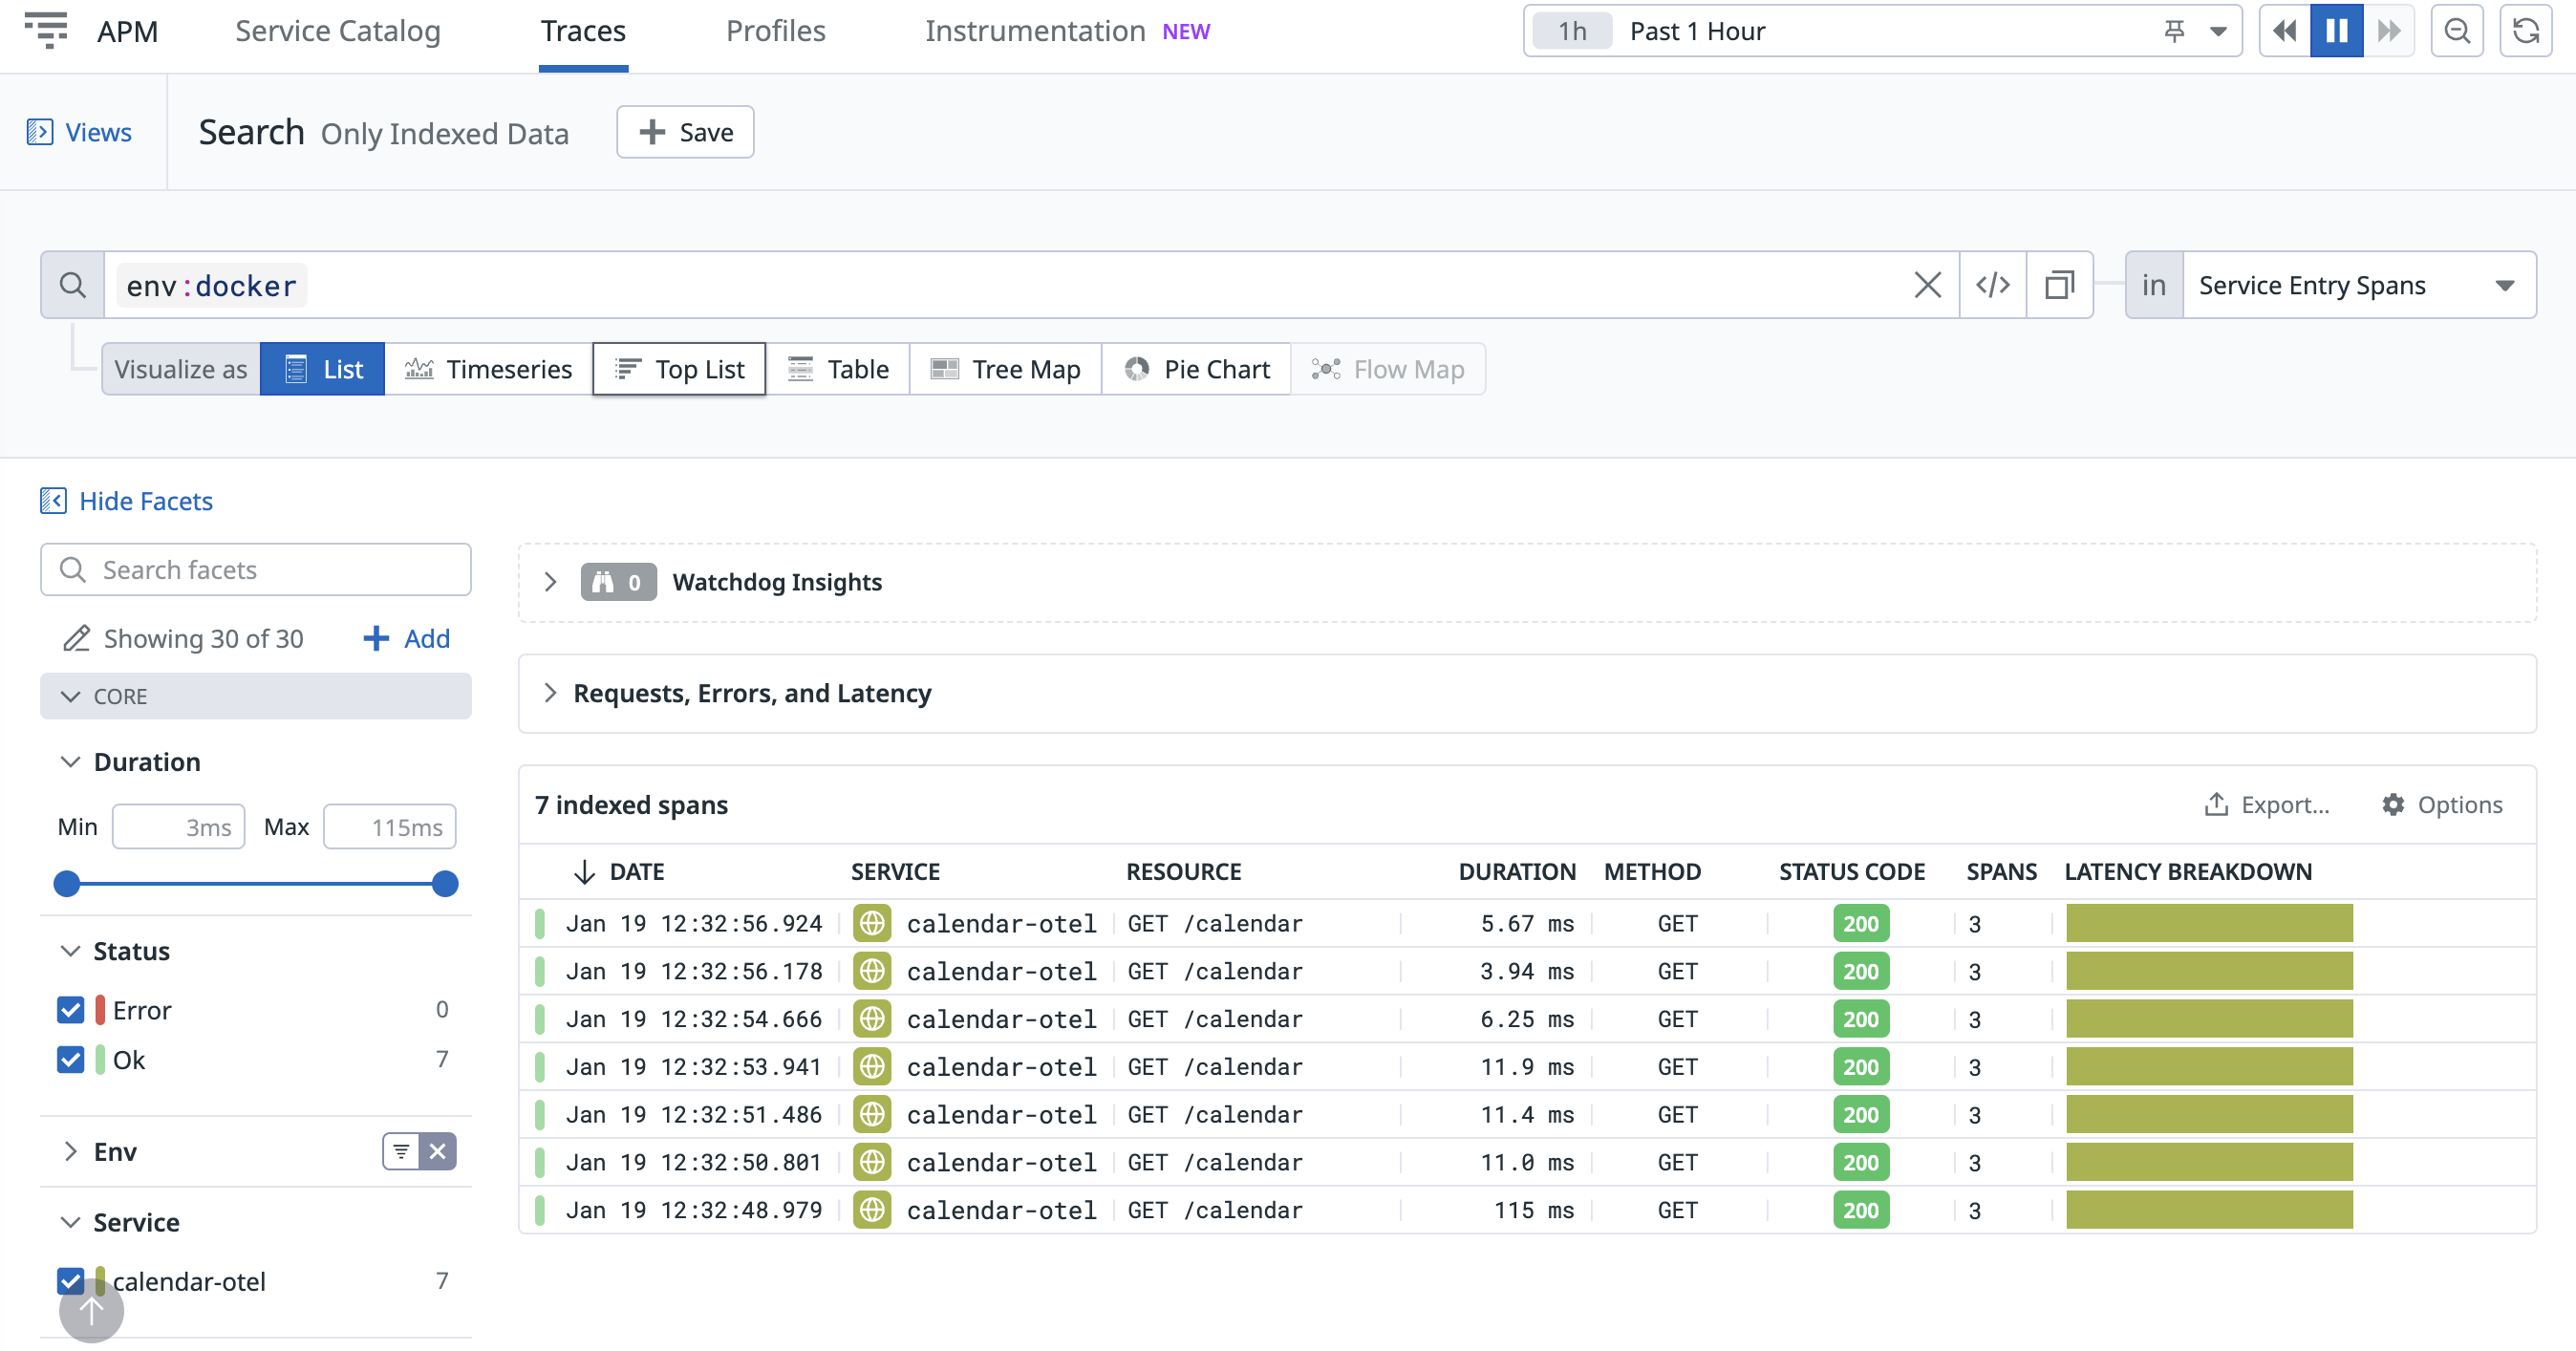 APM Service Catalog Traces Profiles Instrumentation NEW 1h Past 1 Hour
Views Search Only Indexed Data Save
env:docker in Service Entry Spans
Visualize as List Timeseries Top List Table Tree Map Pie Chart Flow Map
Hide Facets
Search facets
Showing 30 of 30 Add
CORE
Duration
Min 3ms Max 115ms
Status
Error 0
Ok 7
Env
Service
calendar-otel 7
0 Watchdog Insights
Requests, Errors, and Latency
7 indexed spans Export... Options
DATE SERVICE RESOURCE DURATION METHOD STATUS CODE SPANS LATENCY BREAKDOWN
Jan 19 12:32:56.924 calendar-otel GET /calendar 5.67 ms GET 200 3
Jan 19 12:32:56.178 calendar-otel GET /calendar 3.94 ms GET 200 3
Jan 19 12:32:54.666 calendar-otel GET /calendar 6.25 ms GET 200 3
Jan 19 12:32:53.941 calendar-otel GET /calendar 11.9 ms GET 200 3
Jan 19 12:32:51.486 calendar-otel GET /calendar 11.4 ms GET 200 3
Jan 19 12:32:50.801 calendar-otel GET /calendar 11.0 ms GET 200 3
Jan 19 12:32:48.979 calendar-otel GET /calendar 115 ms GET 200 3